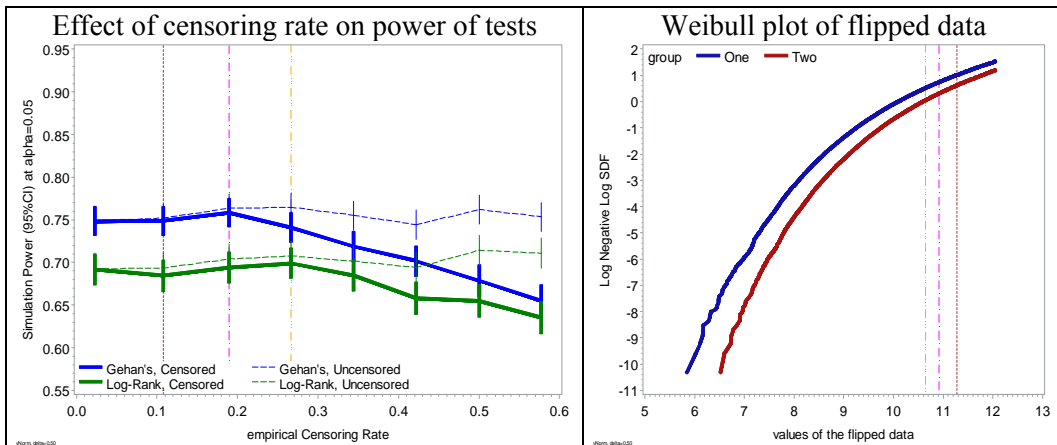 Effect of censoring rate on power of tests
Simulation Power (95%CI) at alpha=0.05
0.95
0.90
0.85
0.80
0.75
0.70
0.65
0.60
0.55
Gehan's, Censored Gehan's, Uncensored
Log-Rank, Censored Log-Rank, Uncensored
0.0 0.1 0.2 0.3 0.4 0.5 0.6
empirical Censoring Rate
Weibull plot of flipped data
group One Two
Log Negative Log SDF
2
1
0
-1
-2
-3
-4
-5
-6
-7
-8
-9
-10
-11
5 6 7 8 9 10 11 12 13
values of the flipped data